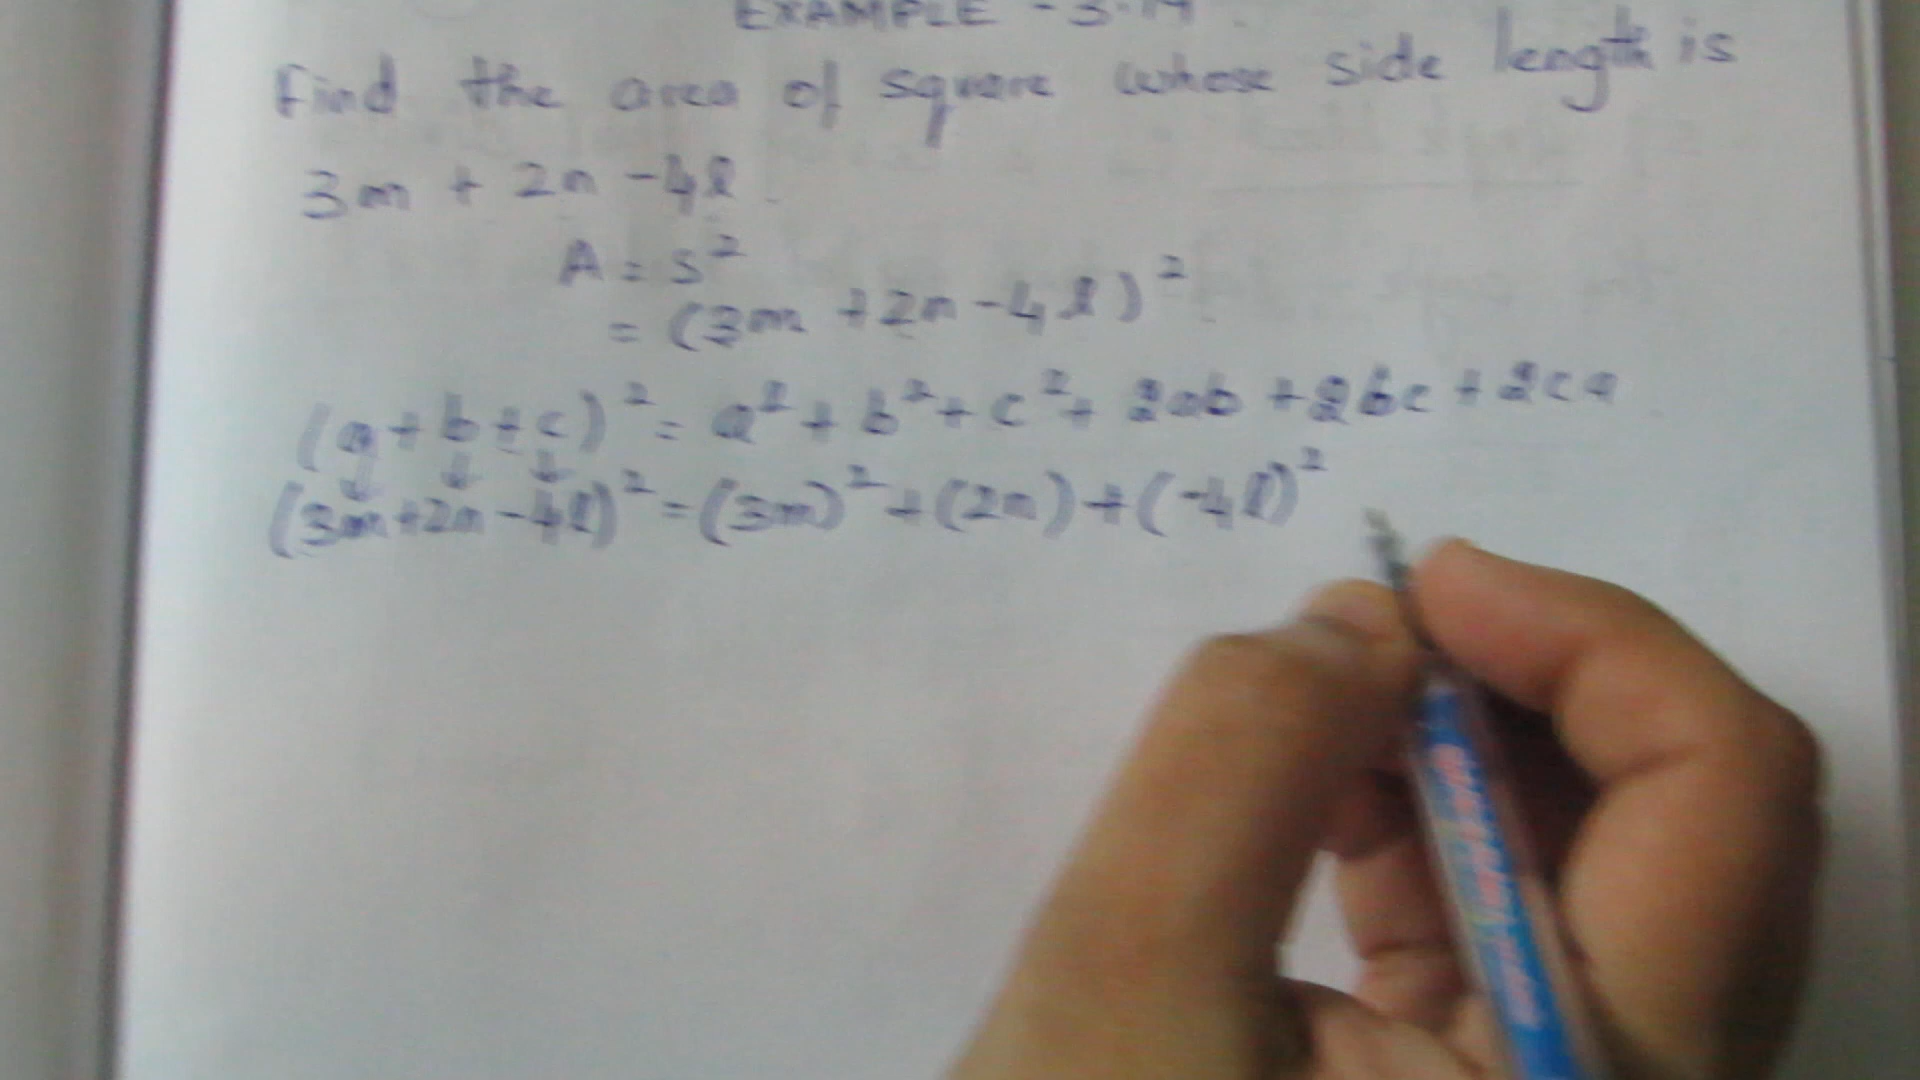 EXAMPLE - 3.14
Find the area of square whose side length is
3m + 2n - 4l.
A = s²
= (3m + 2n - 4l)²
(a + b + c)² = a² + b² + c² + 2ab + 2bc + 2ca
(3m + 2n - 4l)² = (3m)² + (2n) + (-4l)²